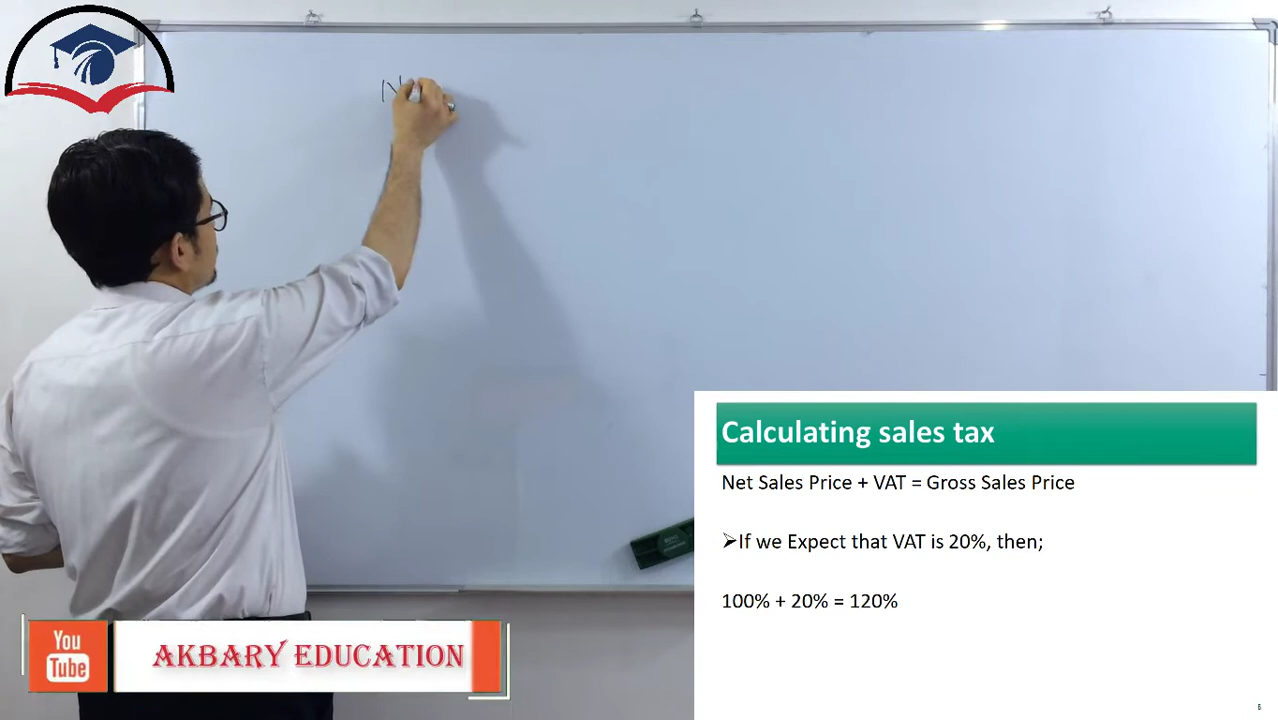 N
Calculating sales tax
Net Sales Price + VAT = Gross Sales Price
➢If we Expect that VAT is 20%, then;
100% + 20% = 120%
You
Tube
AKBARY EDUCATION
6